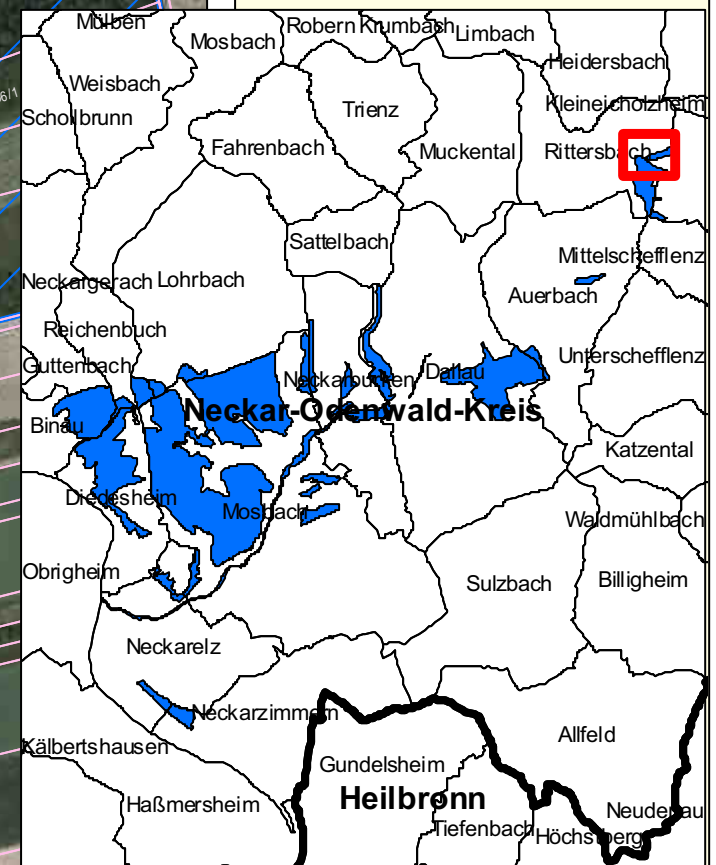 Mülben
Mosbach
Robern
Krumbach
Limbach
Heidersbach
Weisbach
Trienz
Kleineicholzheim
Schollbrunn
Fahrenbach
Muckental
Rittersbach
Sattelbach
Mittelschefflenz
Neckargerach
Lohrbach
Auerbach
Reichenbuch
Unterschefflenz
Guttenbach
Neckarburken
Dallau
Neckar-Odenwald-Kreis
Binau
Katzental
Diedesheim
Mosbach
Waldmühlbach
Obrigheim
Sulzbach
Billigheim
Neckarelz
Neckarzimmern
Kälbertshausen
Allfeld
Gundelsheim
Heilbronn
Haßmersheim
Neudenau
Tiefenbach
Höchstberg